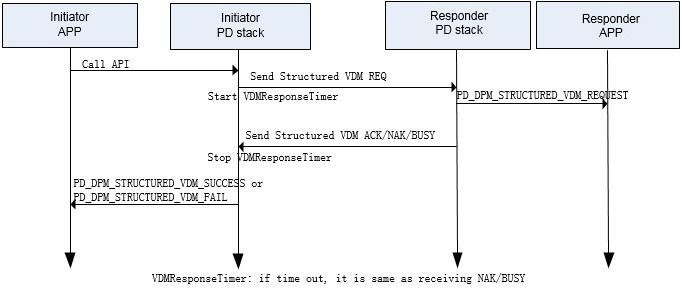 Initiator
APP
Initiator
PD stack
Responder
PD stack
Responder
APP
Call API
Send Structured VDM REQ
Start VDMResponseTimer
PD_DPM_STRUCTURED_VDM_REQUEST
Send Structured VDM ACK/NAK/BUSY
Stop VDMResponseTimer
PD_DPM_STRUCTURED_VDM_SUCCESS or
PD_DPM_STRUCTURED_VDM_FAIL
VDMResponseTimer: if time out, it is same as receiving NAK/BUSY